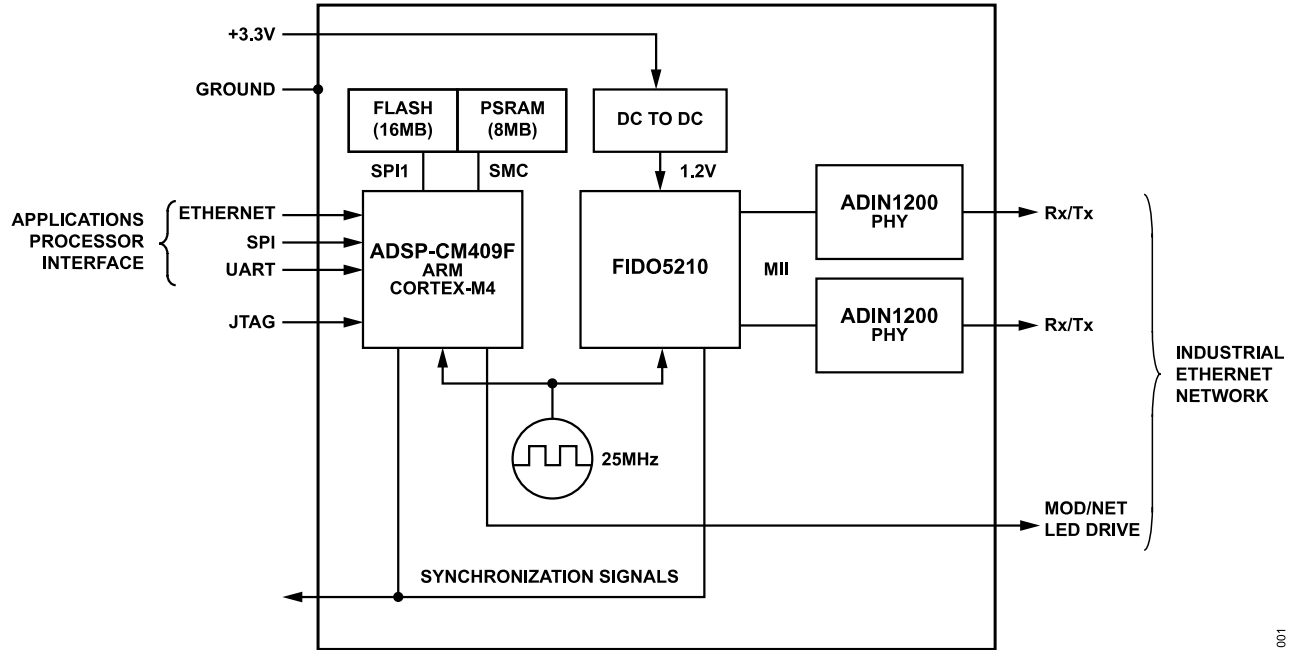 +3.3V
GROUND
FLASH
(16MB)
PSRAM
(8MB)
DC TO DC
SPI1
SMC
1.2V
APPLICATIONS
PROCESSOR
INTERFACE
ETHERNET
SPI
UART
JTAG
ADSP-CM409F
ARM
CORTEX-M4
FIDO5210
MII
ADIN1200
PHY
Rx/Tx
ADIN1200
PHY
Rx/Tx
INDUSTRIAL
ETHERNET
NETWORK
25MHz
MOD/NET
LED DRIVE
SYNCHRONIZATION SIGNALS
001